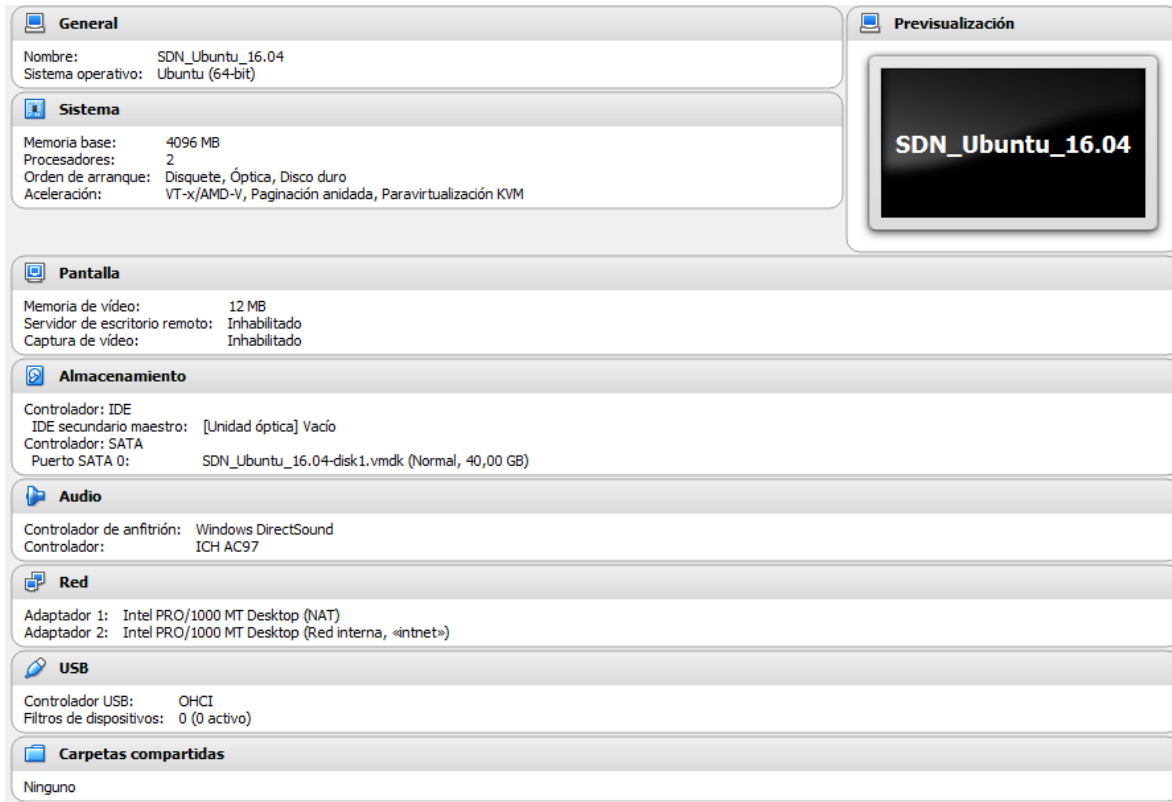 General
Nombre: SDN_Ubuntu_16.04
Sistema operativo: Ubuntu (64-bit)
Previsualización
SDN_Ubuntu_16.04
Sistema
Memoria base: 4096 MB
Procesadores: 2
Orden de arranque: Disquete, Óptica, Disco duro
Aceleración: VT-x/AMD-V, Paginación anidada, Paravirtualización KVM
Pantalla
Memoria de vídeo: 12 MB
Servidor de escritorio remoto: Inhabilitado
Captura de vídeo: Inhabilitado
Almacenamiento
Controlador: IDE
IDE secundario maestro: [Unidad óptica] Vacío
Controlador: SATA
Puerto SATA 0: SDN_Ubuntu_16.04-disk1.vmdk (Normal, 40,00 GB)
Audio
Controlador de anfitrión: Windows DirectSound
Controlador: ICH AC97
Red
Adaptador 1: Intel PRO/1000 MT Desktop (NAT)
Adaptador 2: Intel PRO/1000 MT Desktop (Red interna, «intnet»)
USB
Controlador USB: OHCI
Filtros de dispositivos: 0 (0 activo)
Carpetas compartidas
Ninguno